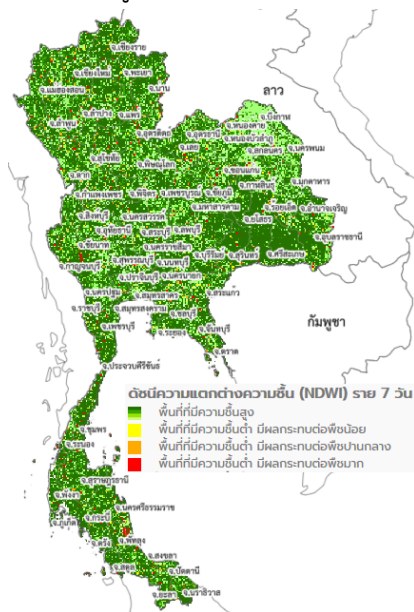 จ.เชียงราย
จ.เชียงใหม่ จ.พะเยา
จ.แม่ฮ่องสอน จ.น่าน
ลาว
จ.ลำปาง จ.แพร่ จ.บึงกาฬ
จ.ลำพูน จ.หนองคาย
จ.อุตรดิตถ์ จ.อุดรธานี จ.หนองบัวลำภู
จ.เลย จ.สกลนคร จ.นครพนม
จ.สุโขทัย จ.พิษณุโลก
จ.ขอนแก่น
จ.ตาก จ.กาฬสินธุ์ จ.มุกดาหาร
จ.กำแพงเพชร จ.พิจิตร จ.เพชรบูรณ์ จ.ชัยภูมิ
จ.มหาสารคาม จ.ร้อยเอ็ด จ.อำนาจเจริญ
จ.สิงห์บุรี จ.นครสวรรค์ จ.ยโสธร
จ.อุทัยธานี จ.สระบุรี จ.ลพบุรี
จ.อุบลราชธานี
จ.ชัยนาท จ.นครราชสีมา จ.บุรีรัมย์ จ.สุรินทร์ จ.ศรีสะเกษ
จ.สุพรรณบุรี จ.นนทบุรี
จ.กาญจนบุรี จ.ปราจีนบุรี จ.นครนายก
จ.นครปฐม จ.สมุทรสาคร จ.สระแก้ว
จ.ราชบุรี จ.สมุทรสงคราม จ.ชลบุรี
กัมพูชา
จ.เพชรบุรี จ.ระยอง จ.จันทบุรี
จ.ตราด
จ.ประจวบคีรีขันธ์
ดัชนีความแตกต่างความชื้น (NDWI) ราย 7 วัน
พื้นที่ที่มีความชื้นสูง
พื้นที่ที่มีความชื้นต่ำ มีผลกระทบต่อพืชน้อย
พื้นที่ที่มีความชื้นต่ำ มีผลกระทบต่อพืชปานกลาง
พื้นที่ที่มีความชื้นต่ำ มีผลกระทบต่อพืชมาก
จ.ชุมพร
จ.ระนอง
จ.สุราษฎร์ธานี
จ.พังงา
จ.นครศรีธรรมราช
จ.ภูเก็ต จ.กระบี่
จ.ตรัง จ.พัทลุง
จ.สงขลา
จ.สตูล จ.ปัตตานี
จ.ยะลา จ.นราธิวาส